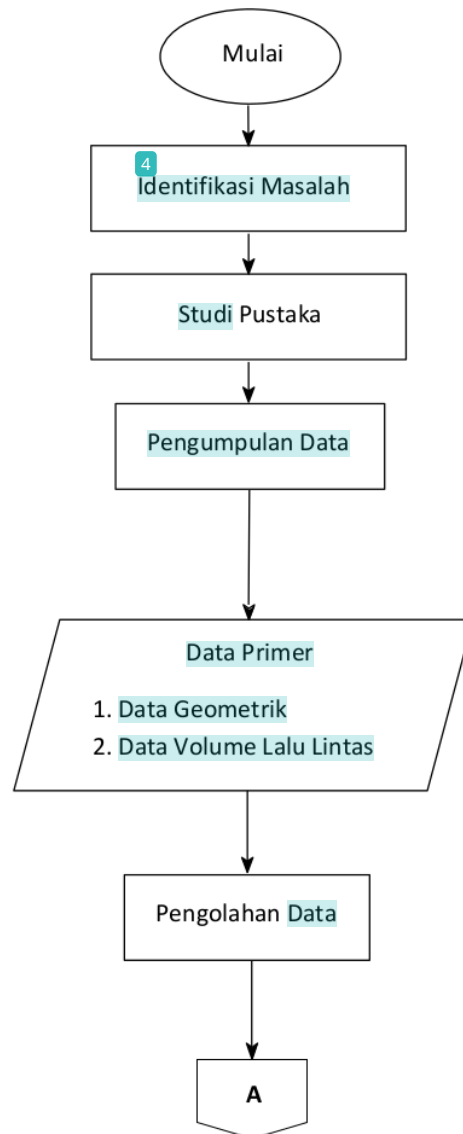 Mulai
4
Identifikasi Masalah
Studi Pustaka
Pengumpulan Data
Data Primer
1. Data Geometrik
2. Data Volume Lalu Lintas
Pengolahan Data
A